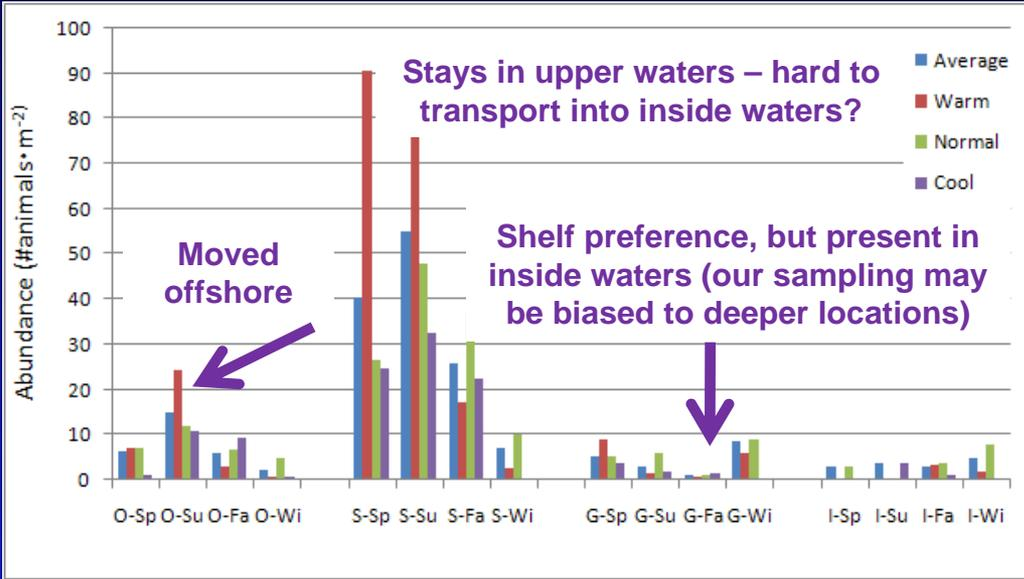 100
90
80
70
60
50
40
30
20
10
0
Abundance (#animals•m⁻²)
Stays in upper waters – hard to
transport into inside waters?
Average
Warm
Normal
Cool
Moved
offshore
Shelf preference, but present in
inside waters (our sampling may
be biased to deeper locations)
O-Sp O-Su O-Fa O-Wi S-Sp S-Su S-Fa S-Wi G-Sp G-Su G-Fa G-Wi I-Sp I-Su I-Fa I-Wi